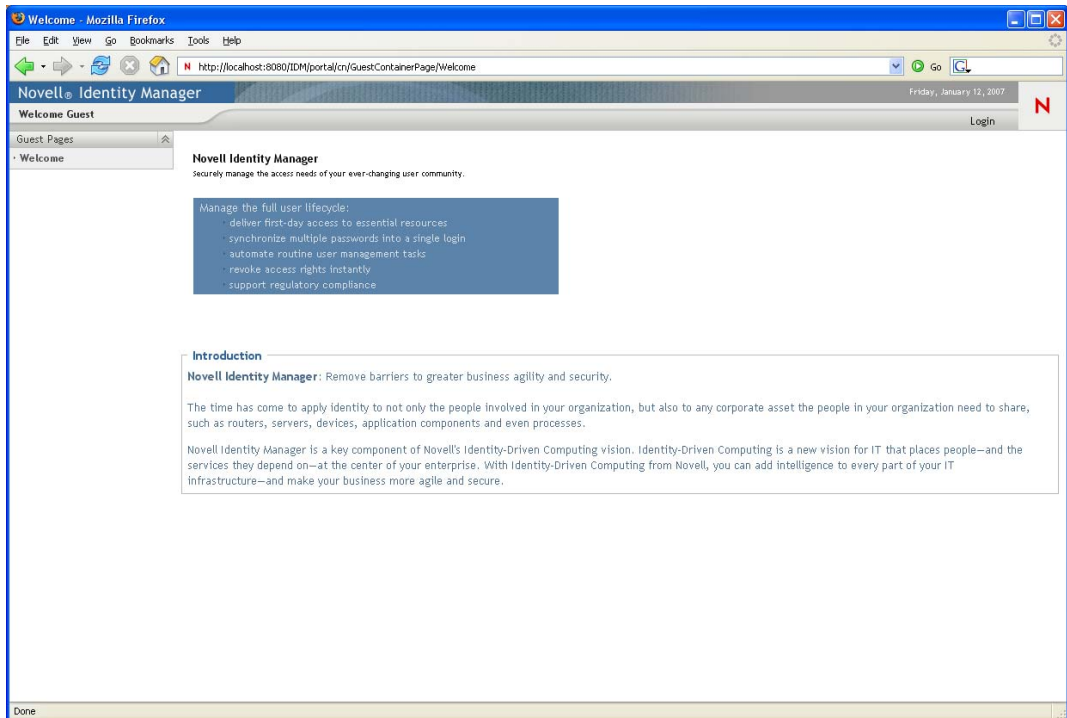 Welcome - Mozilla Firefox
File Edit View Go Bookmarks Tools Help
N http://localhost:8080/IDM/portal/cn/GuestContainerPage/Welcome Go G
Novell® Identity Manager Friday, January 12, 2007
N
Welcome Guest Login
Guest Pages
· Welcome
Novell Identity Manager
Securely manage the access needs of your ever-changing user community.
Manage the full user lifecycle:
· deliver first-day access to essential resources
· synchronize multiple passwords into a single login
· automate routine user management tasks
· revoke access rights instantly
· support regulatory compliance
Introduction
Novell Identity Manager: Remove barriers to greater business agility and security.
The time has come to apply identity to not only the people involved in your organization, but also to any corporate asset the people in your organization need to share,
such as routers, servers, devices, application components and even processes.
Novell Identity Manager is a key component of Novell's Identity-Driven Computing vision. Identity-Driven Computing is a new vision for IT that places people—and the
services they depend on—at the center of your enterprise. With Identity-Driven Computing from Novell, you can add intelligence to every part of your IT
infrastructure—and make your business more agile and secure.
Done